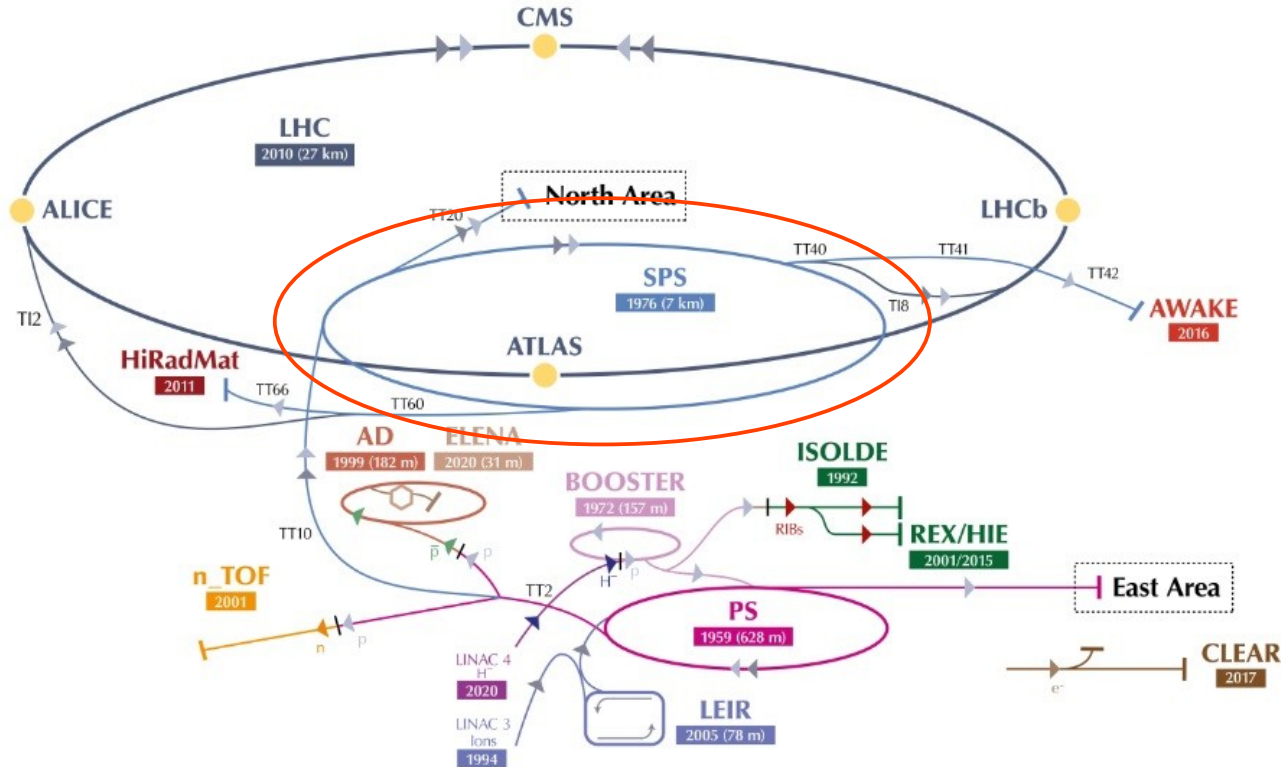 CMS
LHC
2010 (27 km)
North Area
ALICE
LHCb
TT20
TT40
TT41
SPS
1976 (7 km)
TT42
TI8
TI2
AWAKE
2016
ATLAS
HiRadMat
2011
TT66
TT60
AD
1999 (182 m)
ELENA
2020 (31 m)
ISOLDE
1992
BOOSTER
1972 (157 m)
RIBs
REX/HIE
2001/2015
TT10
p̅
p
H⁻
p
n_TOF
2001
TT2
East Area
PS
1959 (628 m)
n
p
LINAC 4
H⁻
2020
CLEAR
2017
e⁻
LEIR
2005 (78 m)
LINAC 3
Ions
1994